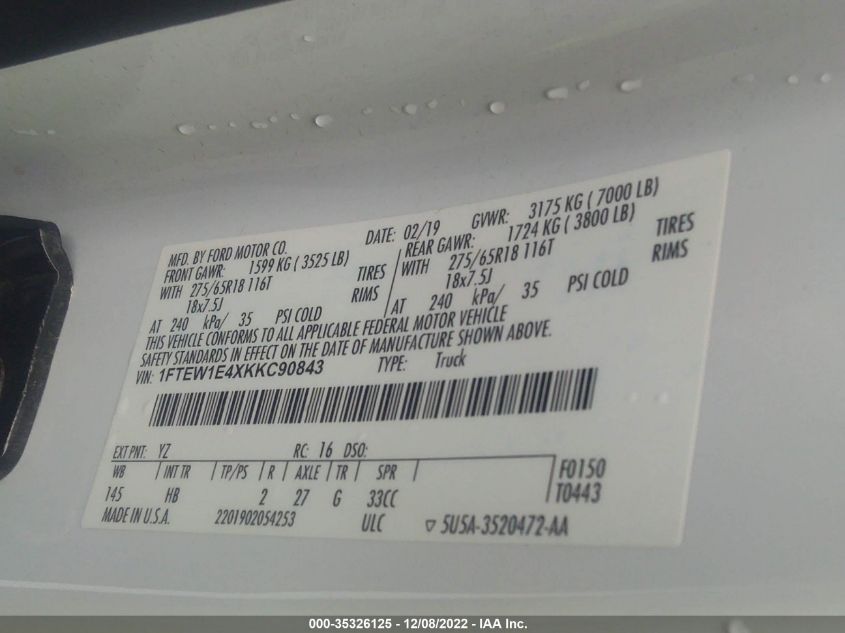 MFD. BY FORD MOTOR CO.
DATE: 02/19
GVWR: 3175 KG ( 7000 LB)
FRONT GAWR: 1599 KG ( 3525 LB)
REAR GAWR: 1724 KG ( 3800 LB)
WITH 275/65R18 116T TIRES
WITH 275/65R18 116T TIRES
18x7.5J RIMS
18x7.5J RIMS
AT 240 kPa/ 35 PSI COLD
AT 240 kPa/ 35 PSI COLD
THIS VEHICLE CONFORMS TO ALL APPLICABLE FEDERAL MOTOR VEHICLE
SAFETY STANDARDS IN EFFECT ON THE DATE OF MANUFACTURE SHOWN ABOVE.
VIN: 1FTEW1E4XKKC90843
TYPE: Truck
EXT PNT: YZ RC: 16 DSO:
WB INT TR TP/PS R AXLE TR SPR F0150
145 HB 2 27 G 33CC T0443
MADE IN U.S.A. 2201902054253 ULC ▽ 5U5A-3520472-AA
000-35326125 - 12/08/2022 - IAA Inc.